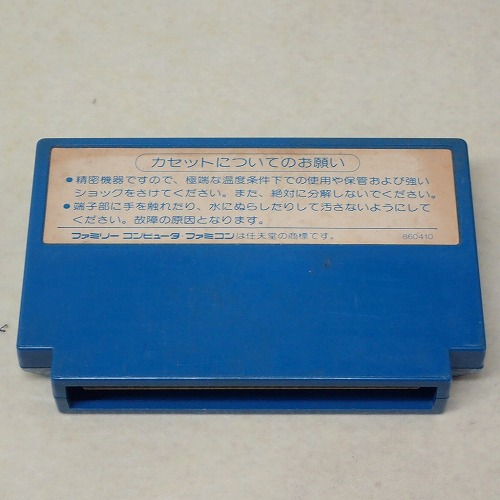 カセットについてのお願い
●精密機器ですので、極端な温度条件下での使用や保管および強い
ショックをさけてください。また、絶対に分解しないでください。
●端子部に手を触れたり、水にぬらしたりして汚さないようにして
ください。故障の原因となります。
ファミリーコンピュータ・ファミコンは任天堂の商標です。 860410